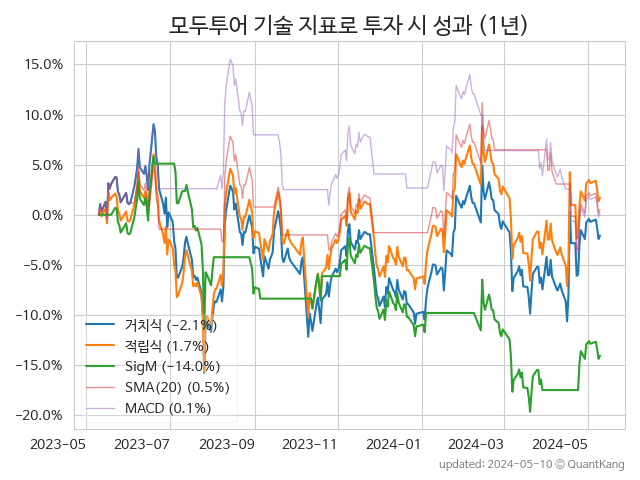 모두투어 기술 지표로 투자 시 성과 (1년)
15.0%
10.0%
5.0%
0.0%
−5.0%
−10.0%
−15.0%
−20.0%
거치식 (−2.1%)
적립식 (1.7%)
SigM (−14.0%)
SMA(20) (0.5%)
MACD (0.1%)
2023-05 2023-07 2023-09 2023-11 2024-01 2024-03 2024-05
updated: 2024-05-10 © QuantKang